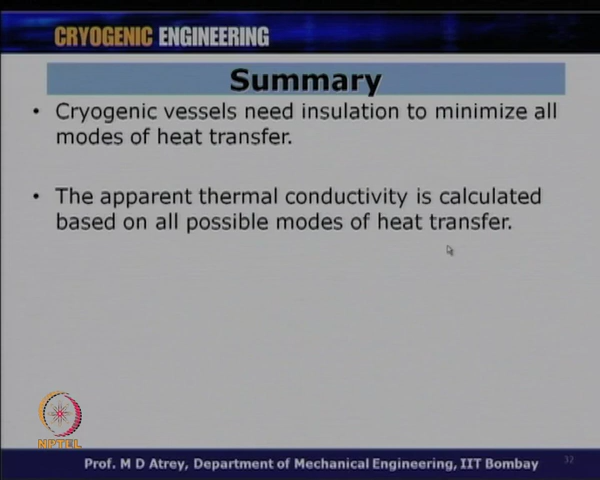 CRYOGENIC ENGINEERING
Summary
• Cryogenic vessels need insulation to minimize all
modes of heat transfer.
• The apparent thermal conductivity is calculated
based on all possible modes of heat transfer.
NPTEL
Prof. M D Atrey, Department of Mechanical Engineering, IIT Bombay
32